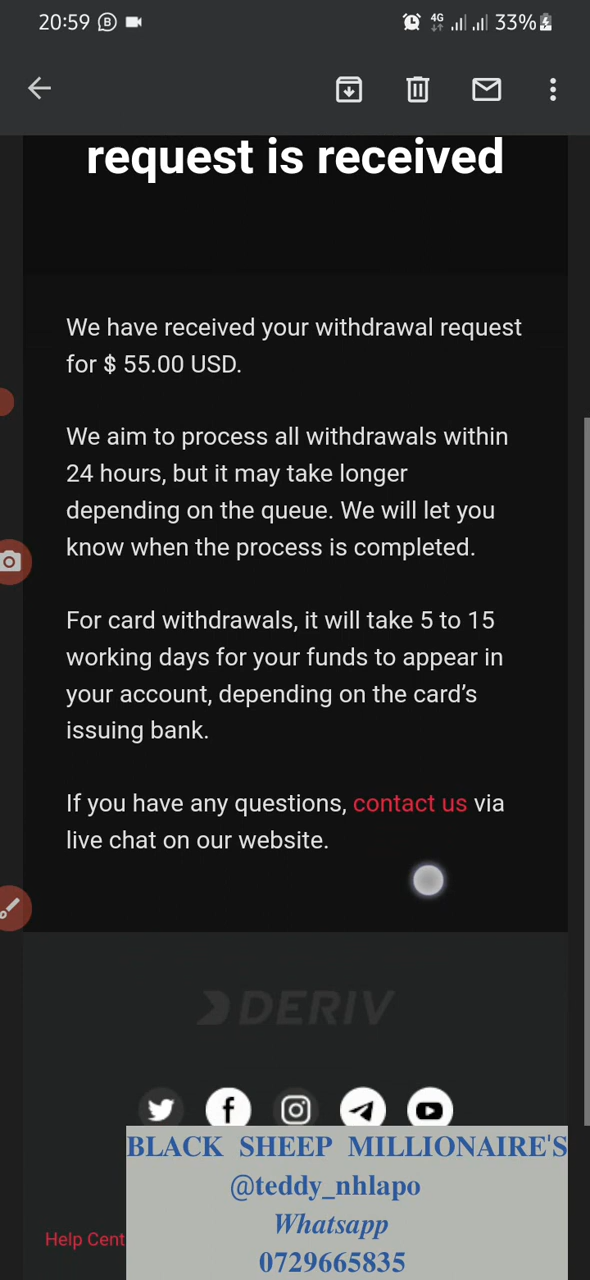 20:59
4G
33%
request is received
We have received your withdrawal request
for $ 55.00 USD.
We aim to process all withdrawals within
24 hours, but it may take longer
depending on the queue. We will let you
know when the process is completed.
For card withdrawals, it will take 5 to 15
working days for your funds to appear in
your account, depending on the card's
issuing bank.
If you have any questions, contact us via
live chat on our website.
DERIV
BLACK SHEEP MILLIONAIRE'S
@teddy_nhlapo
Whatsapp
Help Cent
0729665835